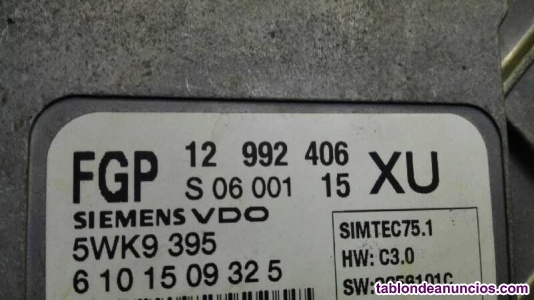 FGP 12 992 406 XU
S 06 001 15
SIEMENS VDO
5WK9 395
6 10 15 09 32 5
SIMTEC75.1
HW: C3.0
tablondeanuncios.com